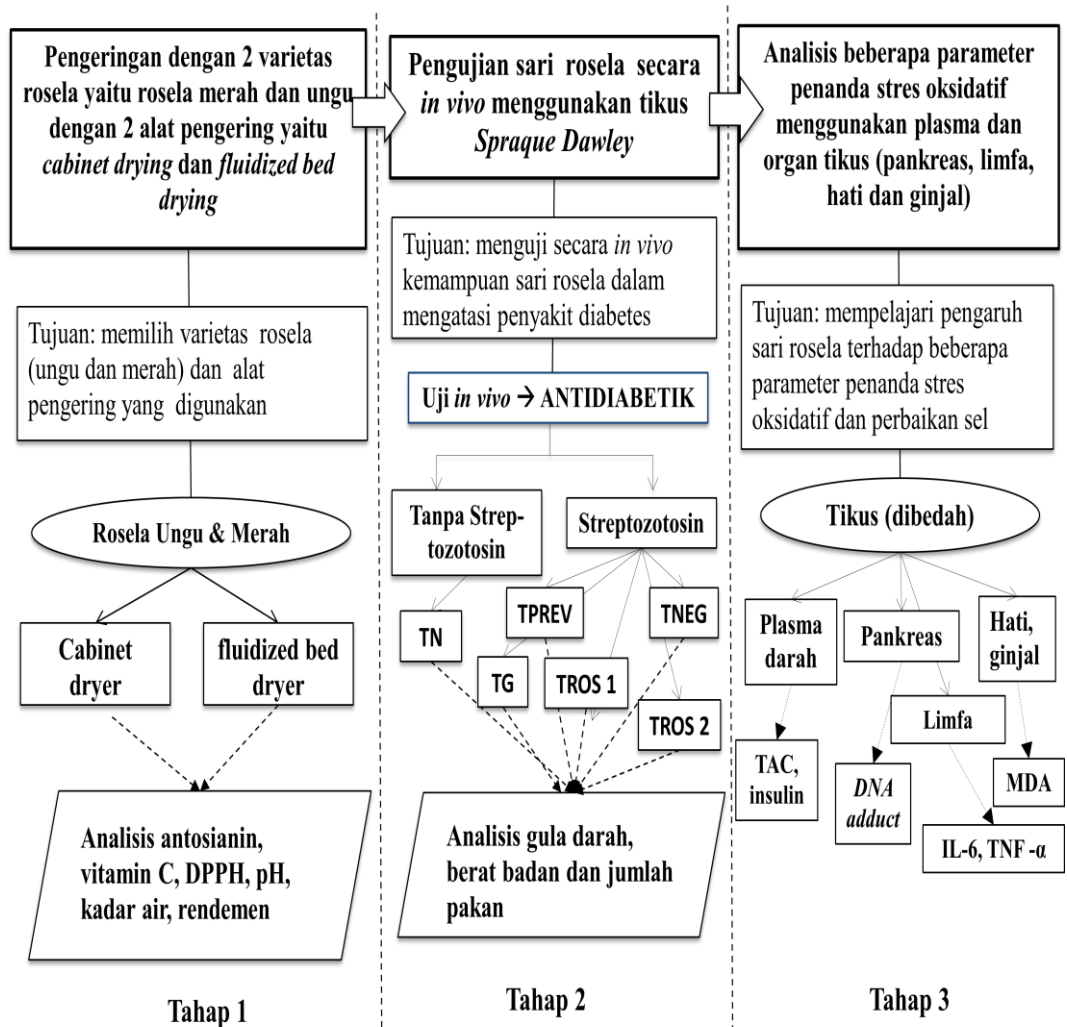 Pengeringan dengan 2 varietas
rosela yaitu rosela merah dan ungu
dengan 2 alat pengering yaitu
cabinet drying dan fluidized bed
drying
Tujuan: memilih varietas rosela
(ungu dan merah) dan alat
pengering yang digunakan
Rosela Ungu & Merah
Cabinet
dryer
fluidized bed
dryer
Analisis antosianin,
vitamin C, DPPH, pH,
kadar air, rendemen
Tahap 1
Pengujian sari rosela secara
in vivo menggunakan tikus
Spraque Dawley
Tujuan: menguji secara in vivo
kemampuan sari rosela dalam
mengatasi penyakit diabetes
Uji in vivo → ANTIDIABETIK
Tanpa Strep-
tozotosin
Streptozotosin
TN
TPREV
TNEG
TG
TROS 1
TROS 2
Analisis gula darah,
berat badan dan jumlah
pakan
Tahap 2
Analisis beberapa parameter
penanda stres oksidatif
menggunakan plasma dan
organ tikus (pankreas, limfa,
hati dan ginjal)
Tujuan: mempelajari pengaruh
sari rosela terhadap beberapa
parameter penanda stres
oksidatif dan perbaikan sel
Tikus (dibedah)
Plasma
darah
Pankreas
Hati,
ginjal
Limfa
TAC,
insulin
DNA
adduct
MDA
IL-6, TNF -α
Tahap 3